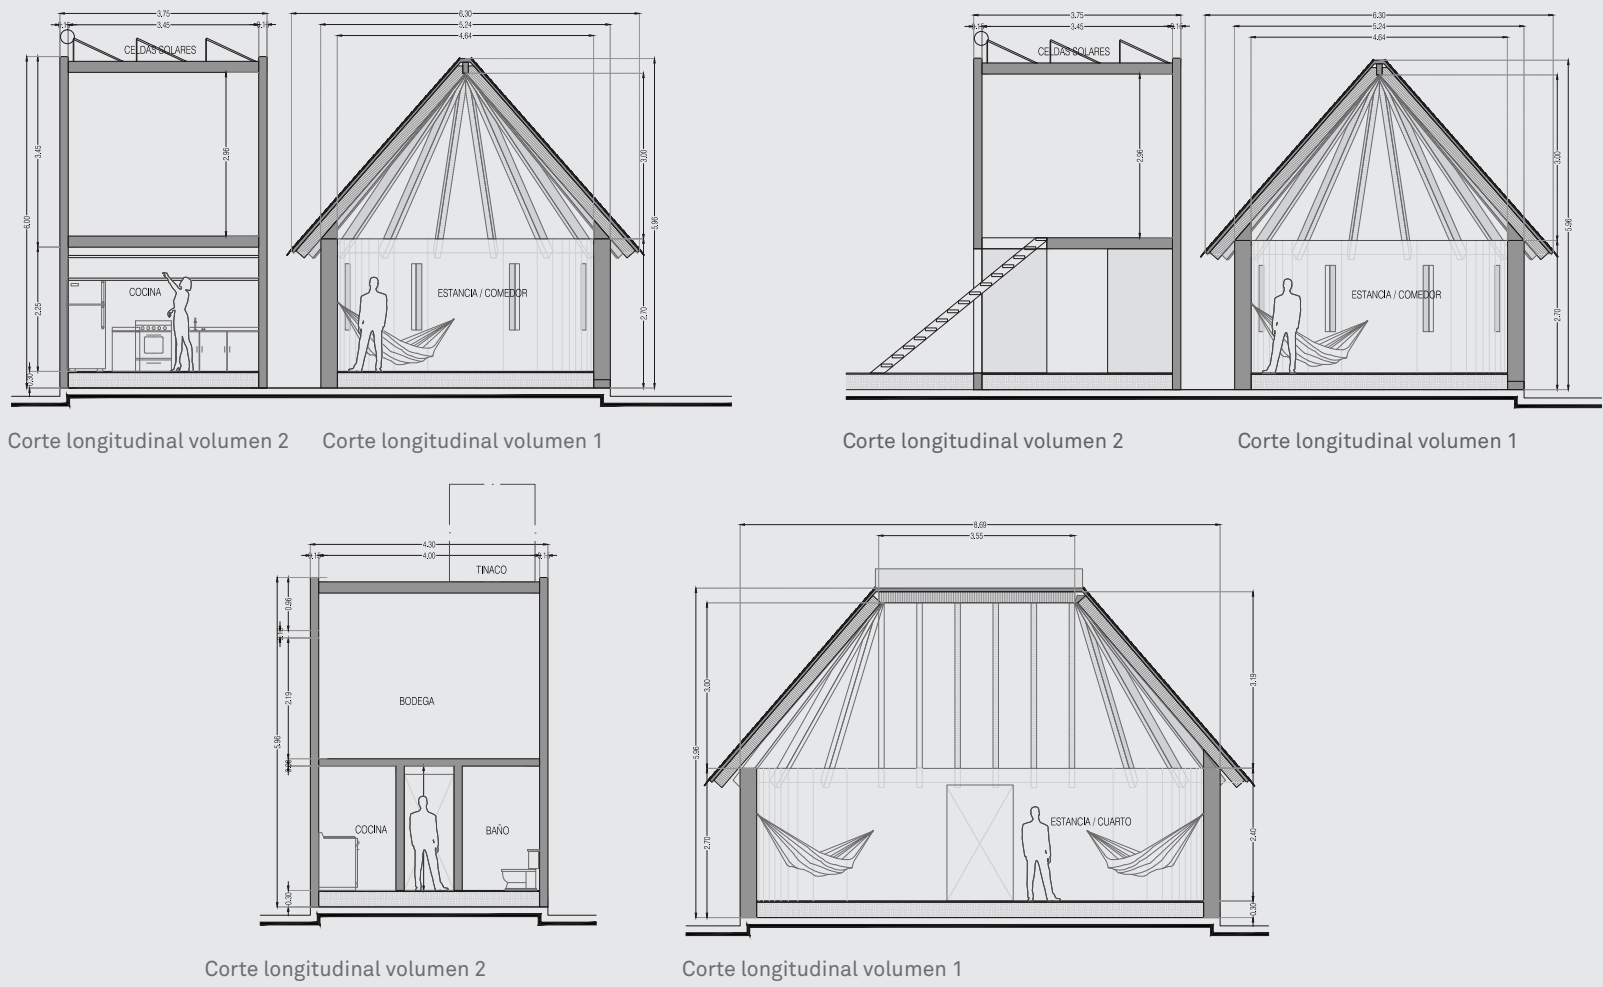 3.75
6.30
0.15
3.45
0.15
5.24
4.64
CELDAS SOLARES
6.00
3.45
2.96
3.00
5.96
COCINA
ESTANCIA / COMEDOR
2.25
2.70
0.30
Corte longitudinal volumen 2
Corte longitudinal volumen 1
3.75
6.30
3.45
5.24
4.64
CELDAS SOLARES
2.96
3.00
5.96
ESTANCIA / COMEDOR
2.70
Corte longitudinal volumen 2
Corte longitudinal volumen 1
4.30
4.00
TINACO
0.96
2.19
5.96
BODEGA
COCINA
BAÑO
0.30
Corte longitudinal volumen 2
8.69
3.55
5.96
3.00
3.19
ESTANCIA / CUARTO
2.70
2.40
0.30
Corte longitudinal volumen 1